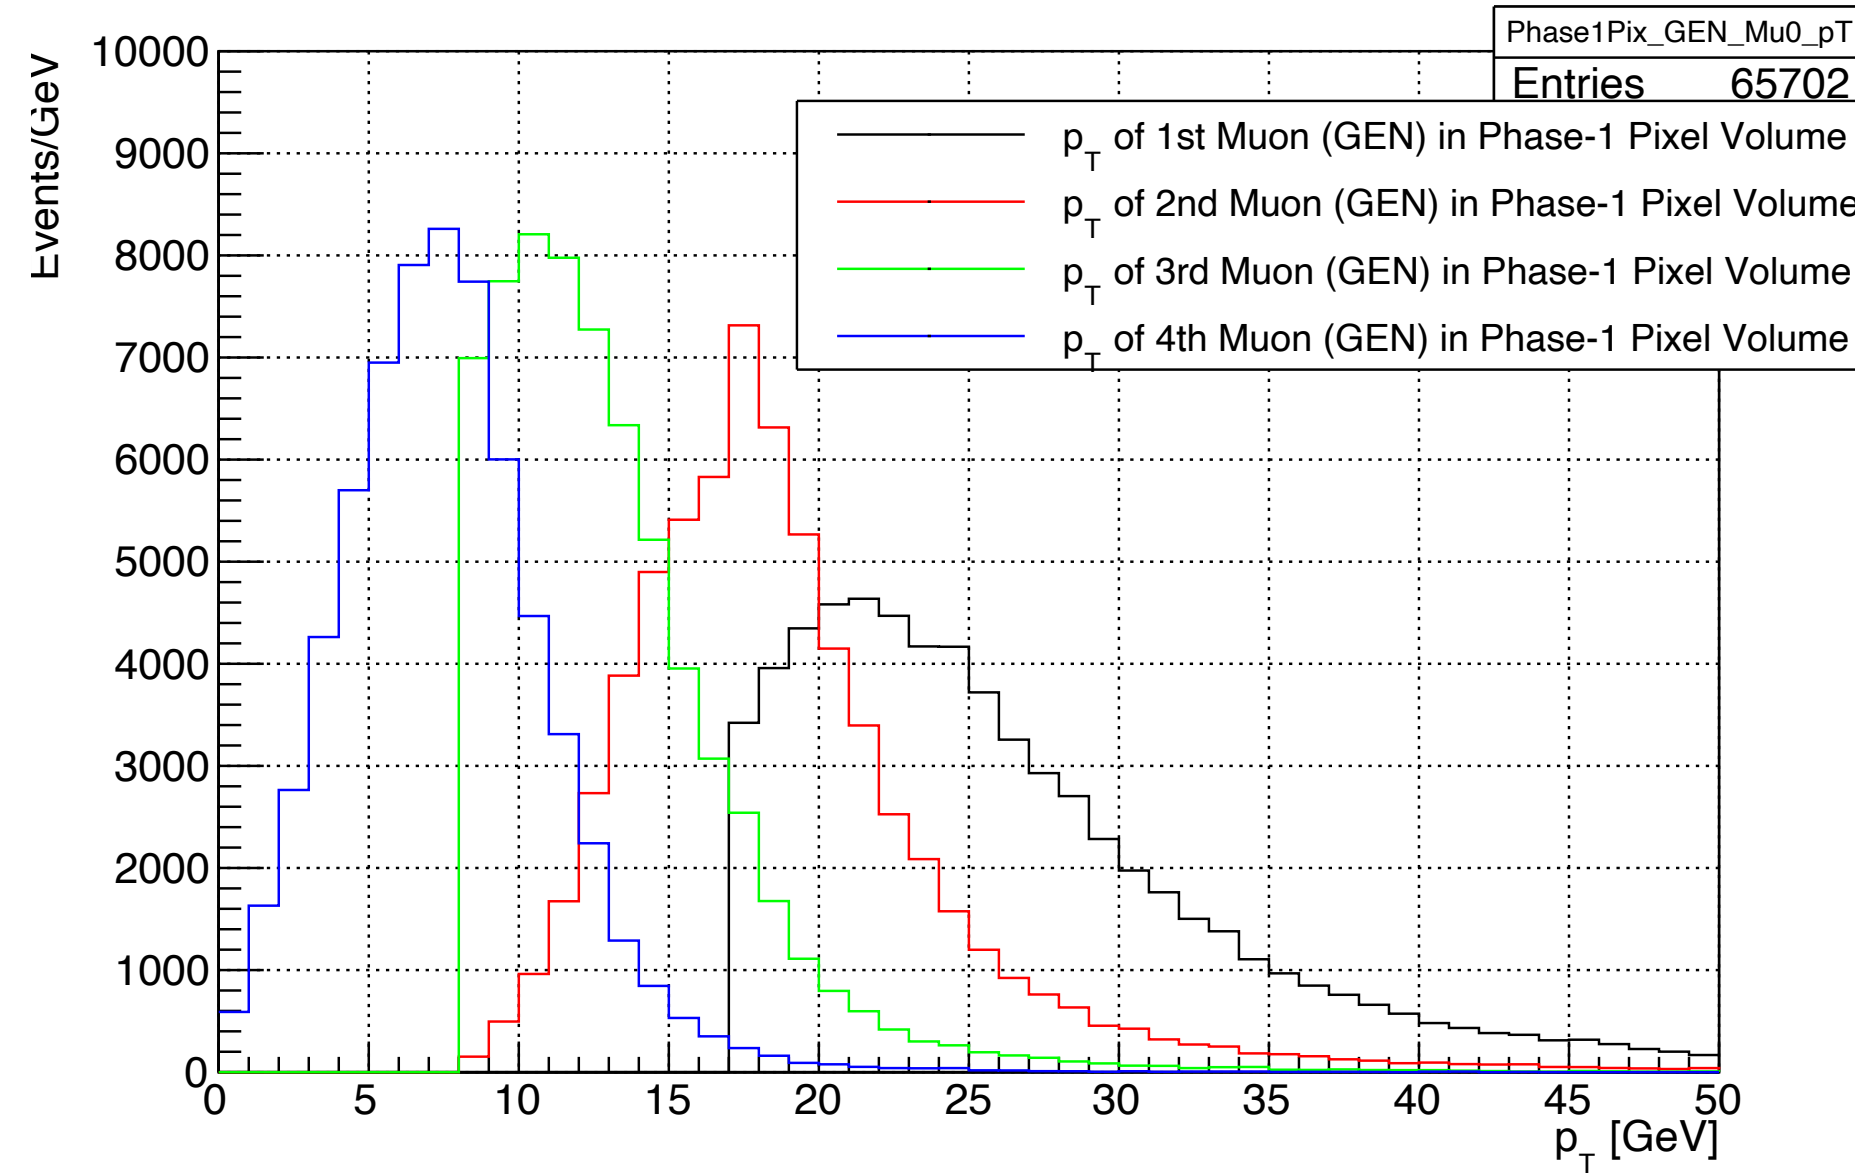 Phase1Pix_GEN_Mu0_pT
Entries 65702
p_T of 1st Muon (GEN) in Phase-1 Pixel Volume
p_T of 2nd Muon (GEN) in Phase-1 Pixel Volume
p_T of 3rd Muon (GEN) in Phase-1 Pixel Volume
p_T of 4th Muon (GEN) in Phase-1 Pixel Volume
Events/GeV
10000
9000
8000
7000
6000
5000
4000
3000
2000
1000
0
0 5 10 15 20 25 30 35 40 45 50
p_T [GeV]